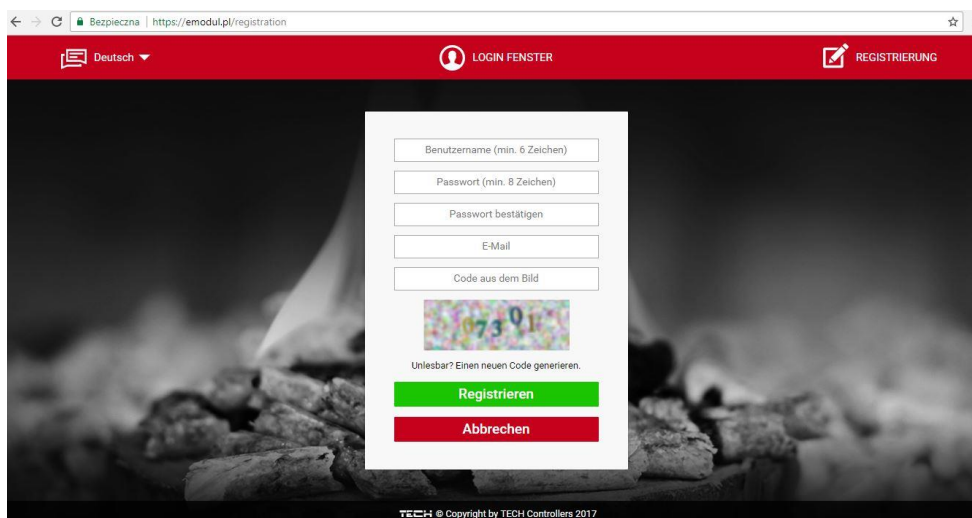 Bezpieczna | https://emodul.pl/registration
Deutsch
LOGIN FENSTER
REGISTRIERUNG
Benutzername (min. 6 Zeichen)
Passwort (min. 8 Zeichen)
Passwort bestätigen
E-Mail
Code aus dem Bild
07301
Unlesbar? Einen neuen Code generieren.
Registrieren
Abbrechen
TECH © Copyright by TECH Controllers 2017